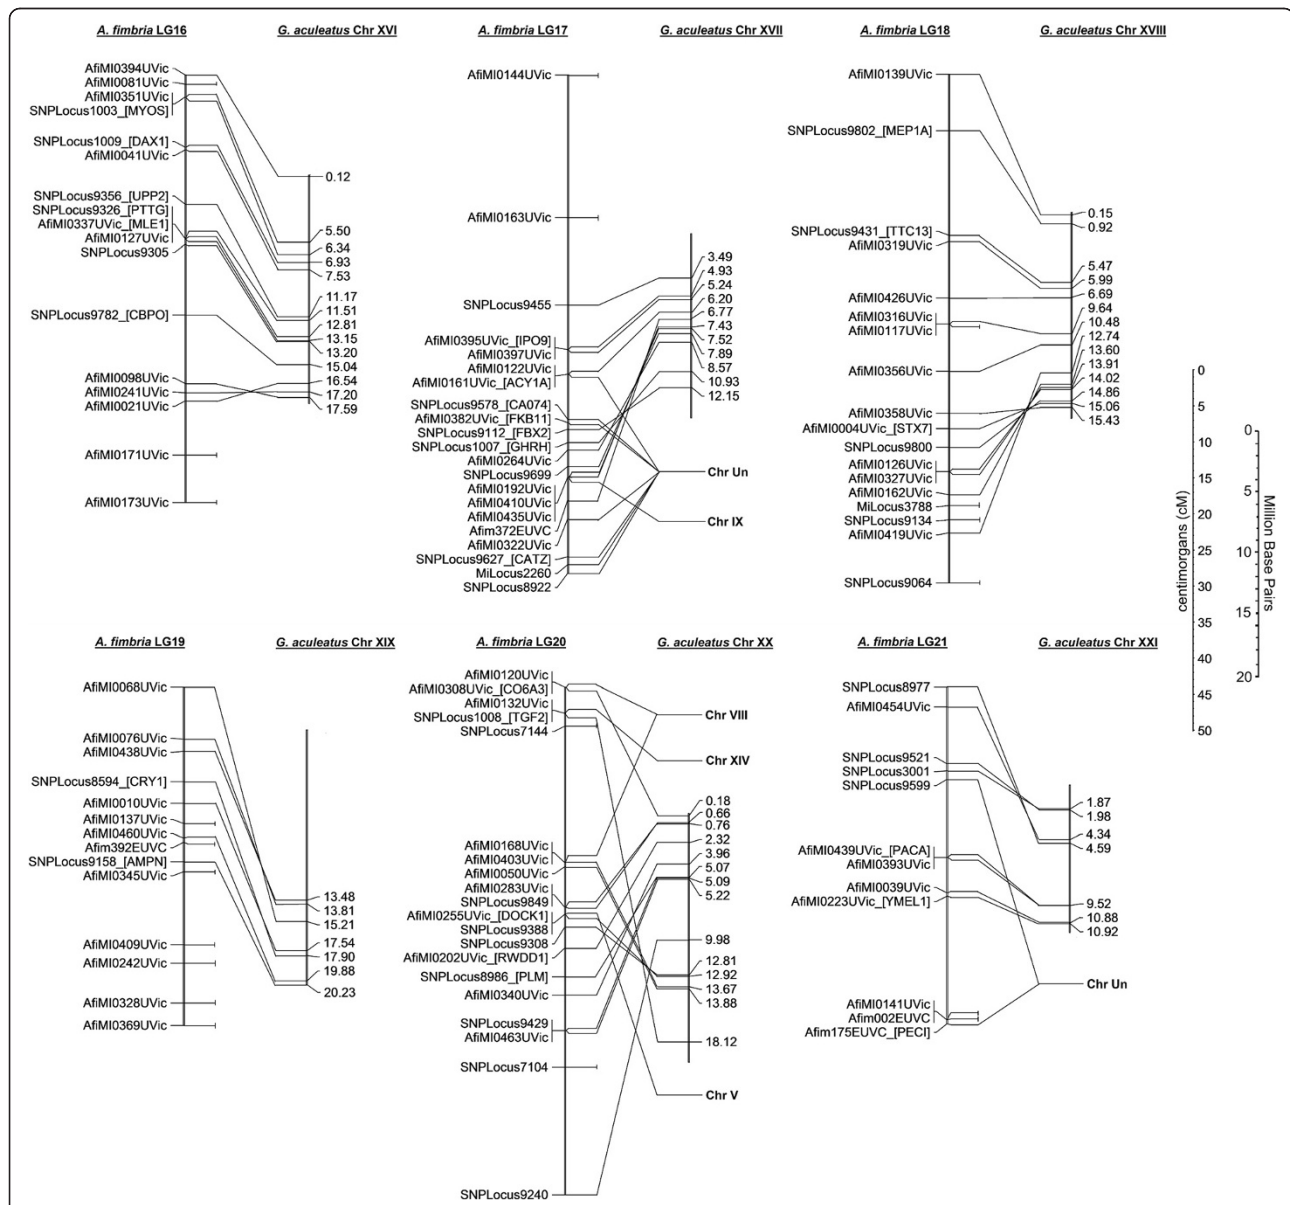 A. fimbria LG16
G. aculeatus Chr XVI
AfiMI0394UVic
AfiMI0081UVic
AfiMI0351UVic
SNPLocus1003_[MYOS]
SNPLocus1009_[DAX1]
AfiMI0041UVic
SNPLocus9356_[UPP2]
SNPLocus9326_[PTTG]
AfiMI0337UVic_[MLE1]
AfiMI0127UVic
SNPLocus9305
SNPLocus9782_[CBPO]
AfiMI0098UVic
AfiMI0241UVic
AfiMI0021UVic
AfiMI0171UVic
AfiMI0173UVic
0.12
5.50
6.34
6.93
7.53
11.17
11.51
12.81
13.15
13.20
15.04
16.54
17.20
17.59
A. fimbria LG17
G. aculeatus Chr XVII
AfiMI0144UVic
AfiMI0163UVic
SNPLocus9455
AfiMI0395UVic_[IPO9]
AfiMI0397UVic
AfiMI0122UVic
AfiMI0161UVic_[ACY1A]
SNPLocus9578_[CA074]
AfiMI0382UVic_[FKB11]
SNPLocus9112_[FBX2]
SNPLocus1007_[GHRH]
AfiMI0264UVic
SNPLocus9699
AfiMI0192UVic
AfiMI0410UVic
AfiMI0435UVic
Afim372EUVC
AfiMI0322UVic
SNPLocus9627_[CATZ]
MiLocus2260
SNPLocus8922
3.49
4.93
5.24
6.20
6.77
7.43
7.52
7.89
8.57
10.93
12.15
Chr Un
Chr IX
A. fimbria LG18
G. aculeatus Chr XVIII
AfiMI0139UVic
SNPLocus9802_[MEP1A]
SNPLocus9431_[TTC13]
AfiMI0319UVic
AfiMI0426UVic
AfiMI0316UVic
AfiMI0117UVic
AfiMI0356UVic
AfiMI0358UVic
AfiMI0004UVic_[STX7]
SNPLocus9800
AfiMI0126UVic
AfiMI0327UVic
AfiMI0162UVic
MiLocus3788
SNPLocus9134
AfiMI0419UVic
SNPLocus9064
0.15
0.92
5.47
5.99
6.69
9.64
10.48
12.74
13.60
13.91
14.02
14.86
15.06
15.43
centimorgans (cM)
0
5
10
15
20
25
30
35
40
45
50
Million Base Pairs
0
5
10
15
20
A. fimbria LG19
G. aculeatus Chr XIX
AfiMI0068UVic
AfiMI0076UVic
AfiMI0438UVic
SNPLocus8594_[CRY1]
AfiMI0010UVic
AfiMI0137UVic
AfiMI0460UVic
Afim392EUVC
SNPLocus9158_[AMPN]
AfiMI0345UVic
AfiMI0409UVic
AfiMI0242UVic
AfiMI0328UVic
AfiMI0369UVic
13.48
13.81
15.21
17.54
17.90
19.88
20.23
A. fimbria LG20
G. aculeatus Chr XX
AfiMI0120UVic
AfiMI0308UVic_[CO6A3]
AfiMI0132UVic
SNPLocus1008_[TGF2]
SNPLocus7144
AfiMI0168UVic
AfiMI0403UVic
AfiMI0050UVic
AfiMI0283UVic
SNPLocus9849
AfiMI0255UVic_[DOCK1]
SNPLocus9388
SNPLocus9308
AfiMI0202UVic_[RWDD1]
SNPLocus8986_[PLM]
AfiMI0340UVic
SNPLocus9429
AfiMI0463UVic
SNPLocus7104
SNPLocus9240
Chr VIII
Chr XIV
0.18
0.66
0.76
2.32
3.96
5.07
5.09
5.22
9.98
12.81
12.92
13.67
13.88
18.12
Chr V
A. fimbria LG21
G. aculeatus Chr XXI
SNPLocus8977
AfiMI0454UVic
SNPLocus9521
SNPLocus3001
SNPLocus9599
AfiMI0439UVic_[PACA]
AfiMI0393UVic
AfiMI0039UVic
AfiMI0223UVic_[YMEL1]
AfiMI0141UVic
Afim002EUVC
Afim175EUVC_[PECI]
1.87
1.98
4.34
4.59
9.52
10.88
10.92
Chr Un